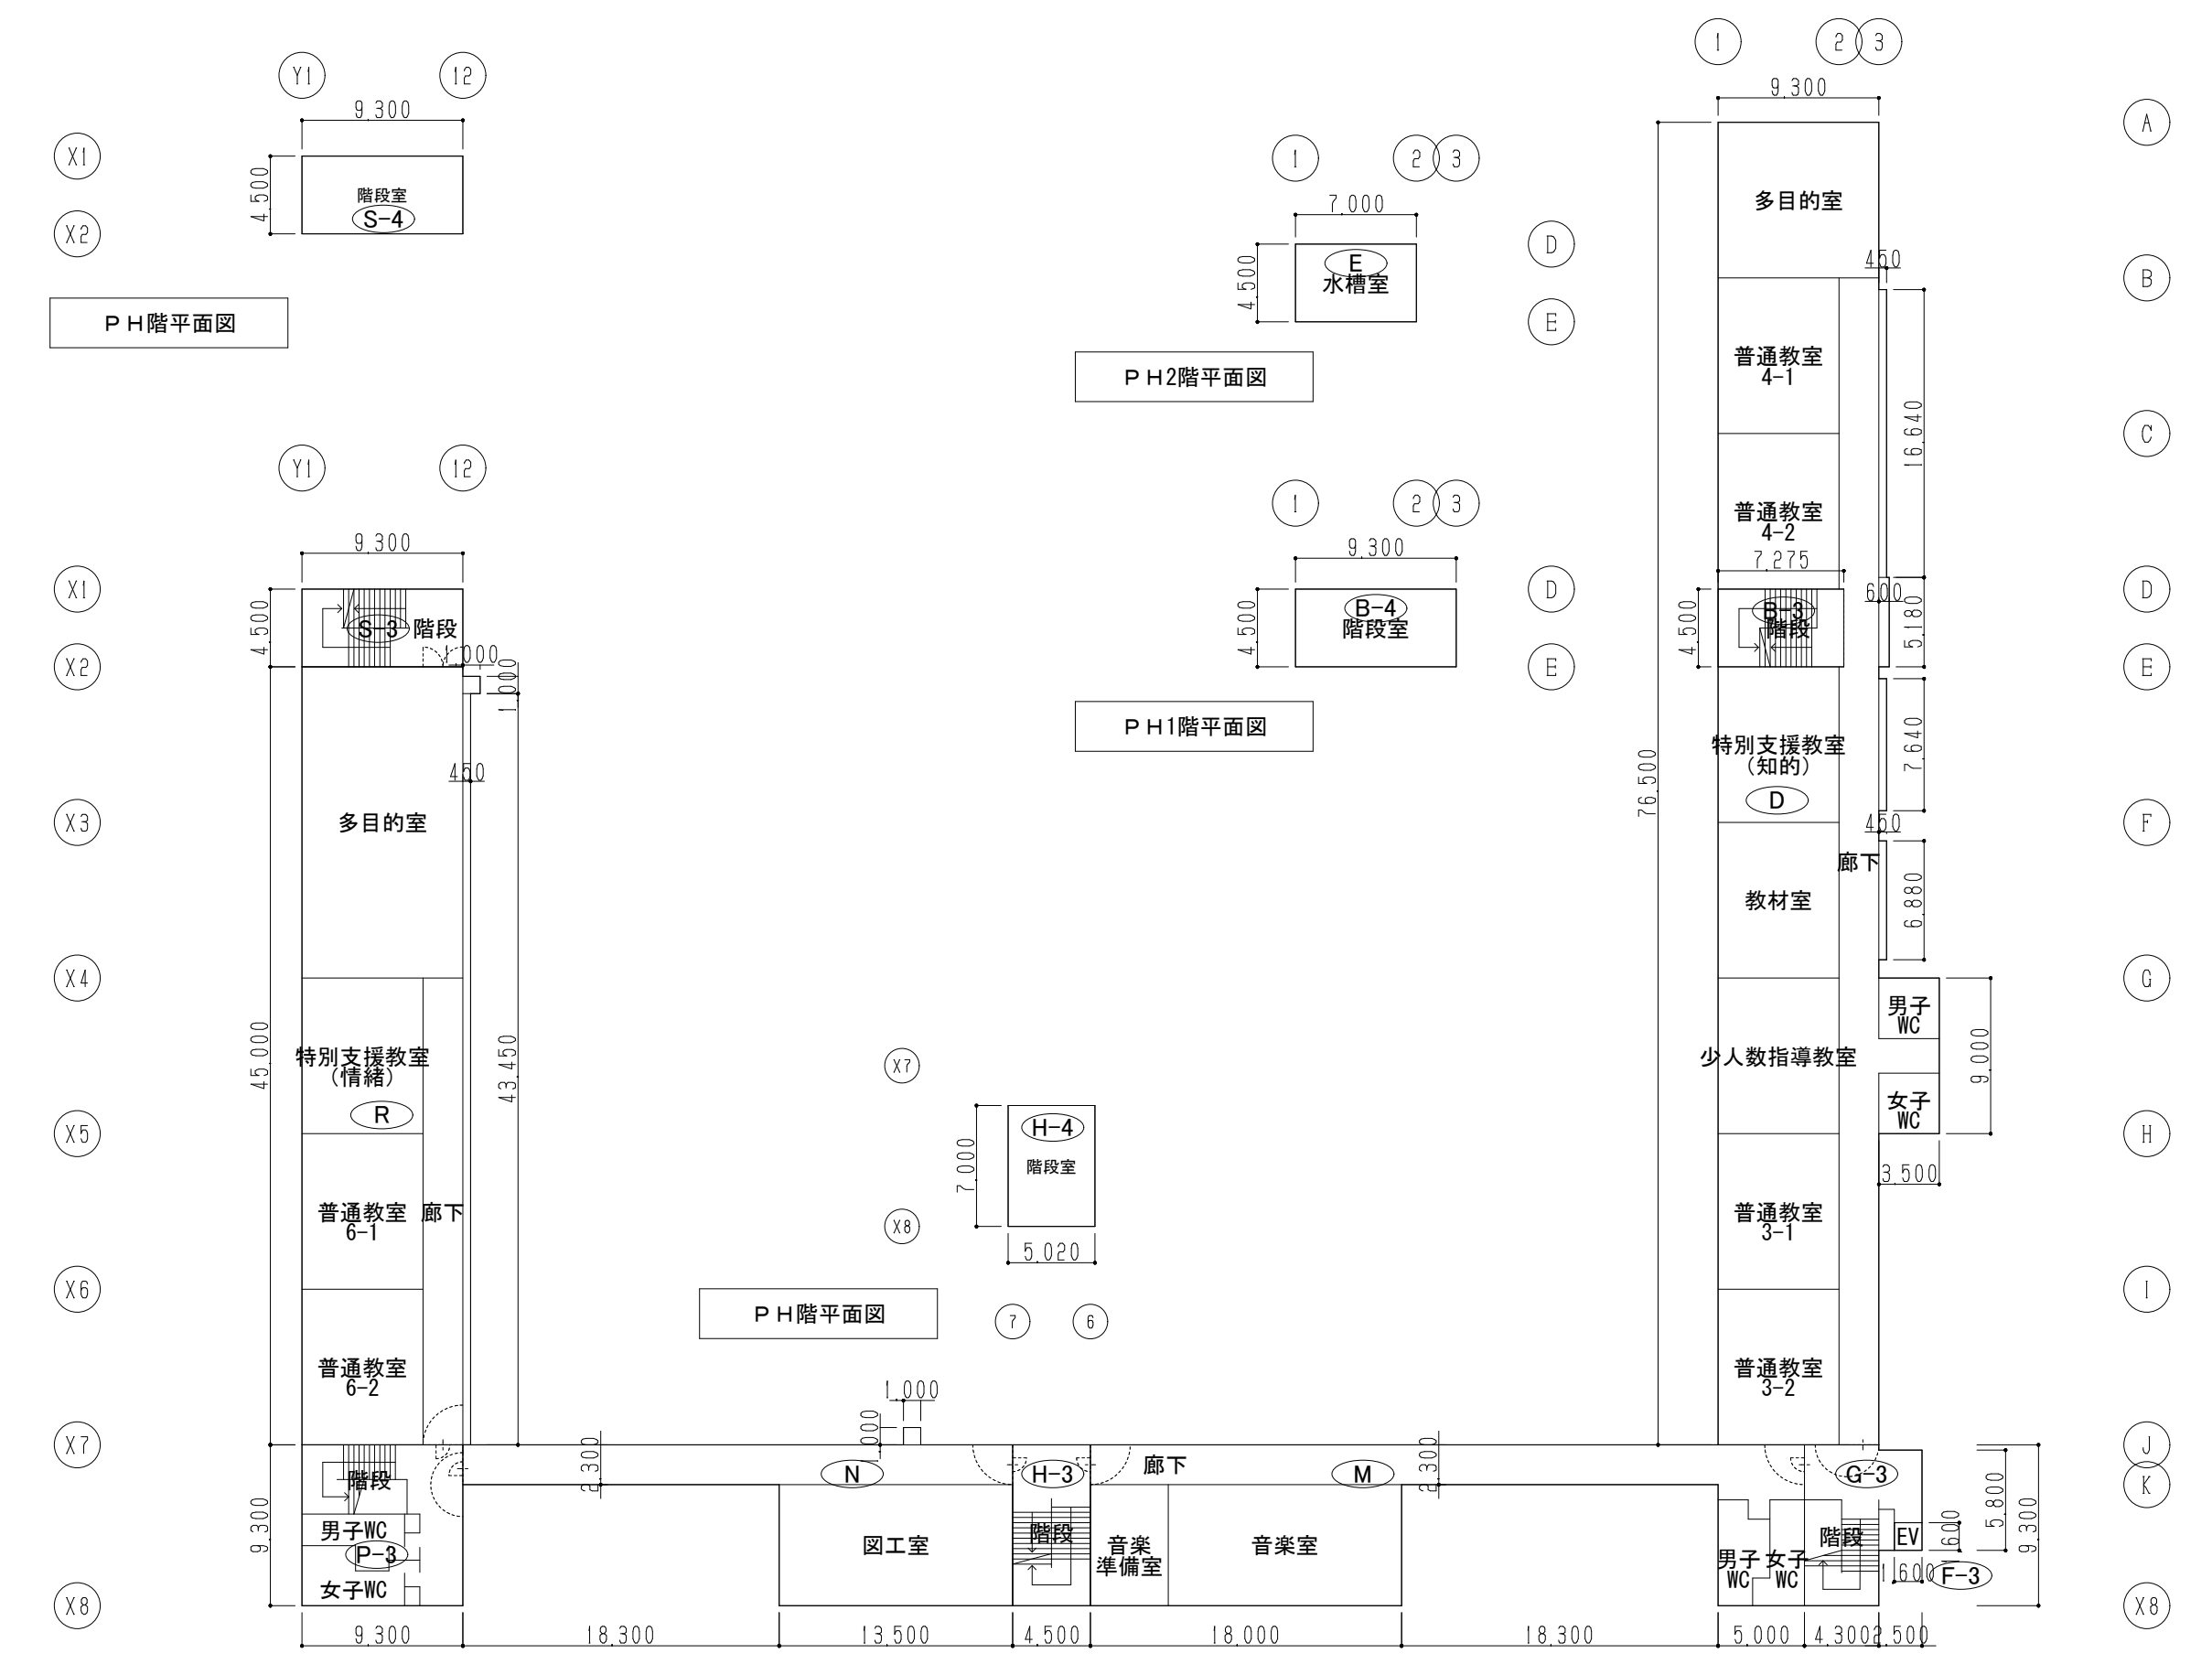 Y1
12
9,300
X1
X2
4,500
階段室
S-4
ＰＨ階平面図
1
2
3
7,000
4,500
E
水槽室
D
E
ＰＨ2階平面図
1
2
3
9,300
4,500
B-4
階段室
D
E
ＰＨ1階平面図
X7
X8
7,000
H-4
階段室
5,020
7
6
ＰＨ階平面図
Y1
12
9,300
X1
X2
X3
X4
X5
X6
X7
X8
4,500
45,000
9,300
S-3
階段
1,000
1,000
450
43,450
多目的室
特別支援教室
(情緒)
R
普通教室
6-1
廊下
普通教室
6-2
階段
男子WC
P-3
女子WC
1,000
2,300
N
H-3
廊下
M
2,300
図工室
階段
音楽
準備室
音楽室
9,300
18,300
13,500
4,500
18,000
18,300
5,000
4,300
2,500
1
2
3
9,300
A
B
C
D
E
F
G
H
I
J
K
X8
76,500
多目的室
450
普通教室
4-1
16,640
普通教室
4-2
7,275
600
4,500
B-3
階段
5,180
特別支援教室
(知的)
D
7,640
450
廊下
教材室
6,880
男子
WC
少人数指導教室
女子
WC
9,000
3,500
普通教室
3-1
普通教室
3-2
G-3
5,800
9,300
階段
EV
男子
WC
女子
WC
1,600
1,600
F-3